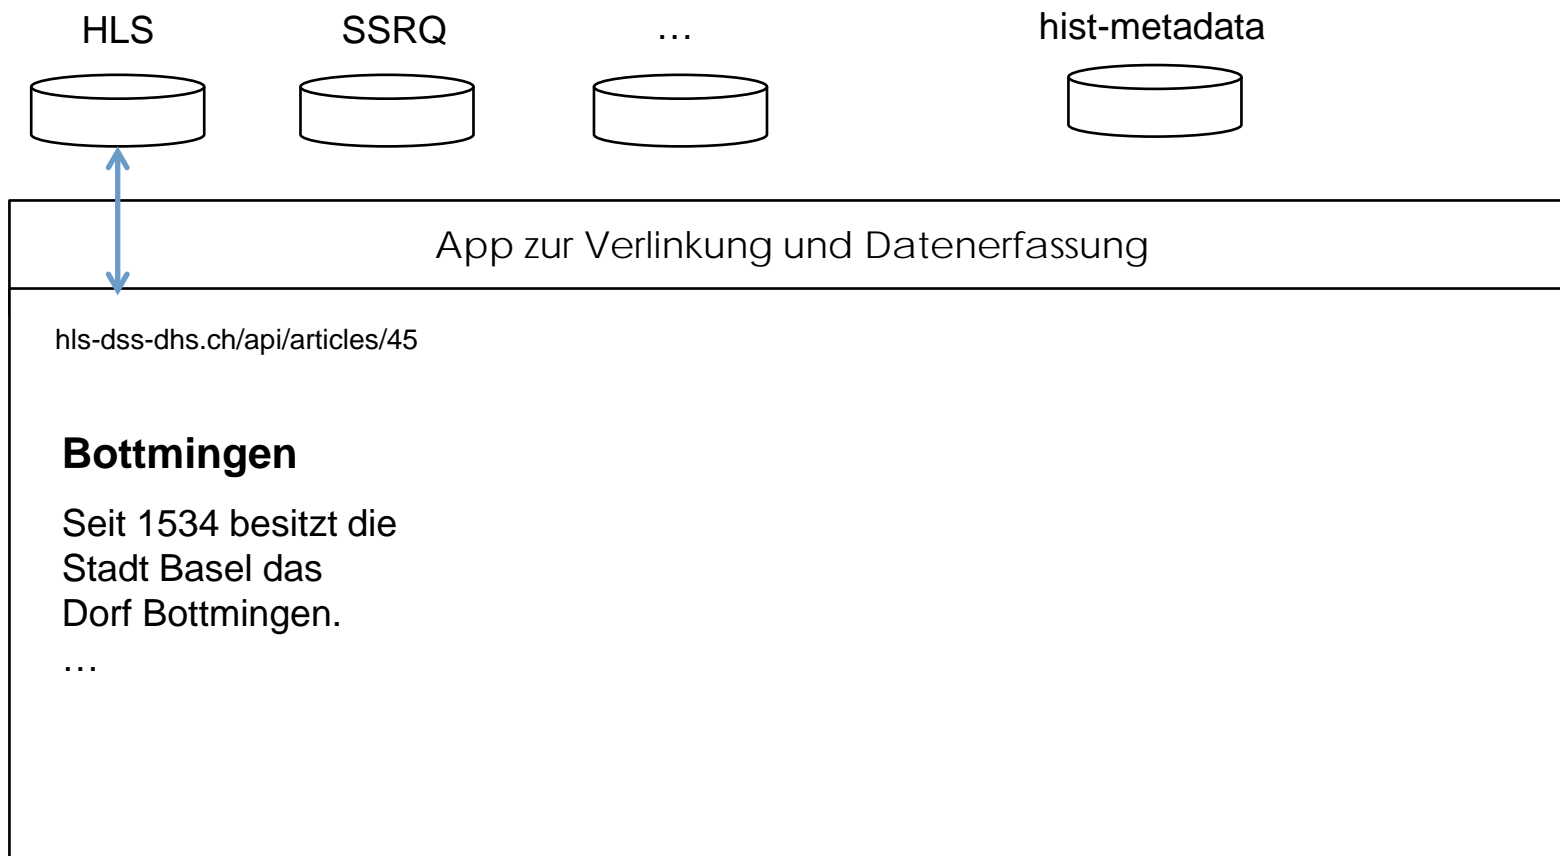 HLS
SSRQ
…
hist-metadata
App zur Verlinkung und Datenerfassung
hls-dss-dhs.ch/api/articles/45
Bottmingen
Seit 1534 besitzt die
Stadt Basel das
Dorf Bottmingen.
…